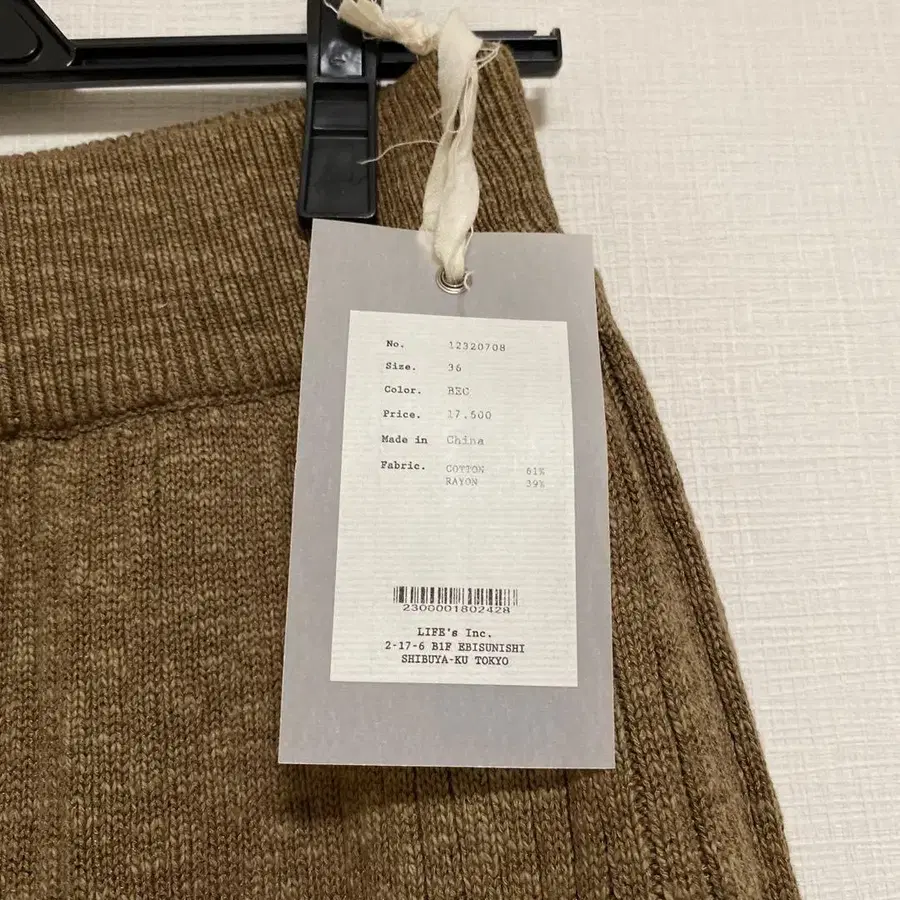 No. 12320708
Size. 36
Color. BEG
Price. 17.500
Made in China
Fabric. COTTON 61%
RAYON 39%
2300001802428
LIFE's Inc.
2-17-6 B1F EBISUNISHI
SHIBUYA-KU TOKYO